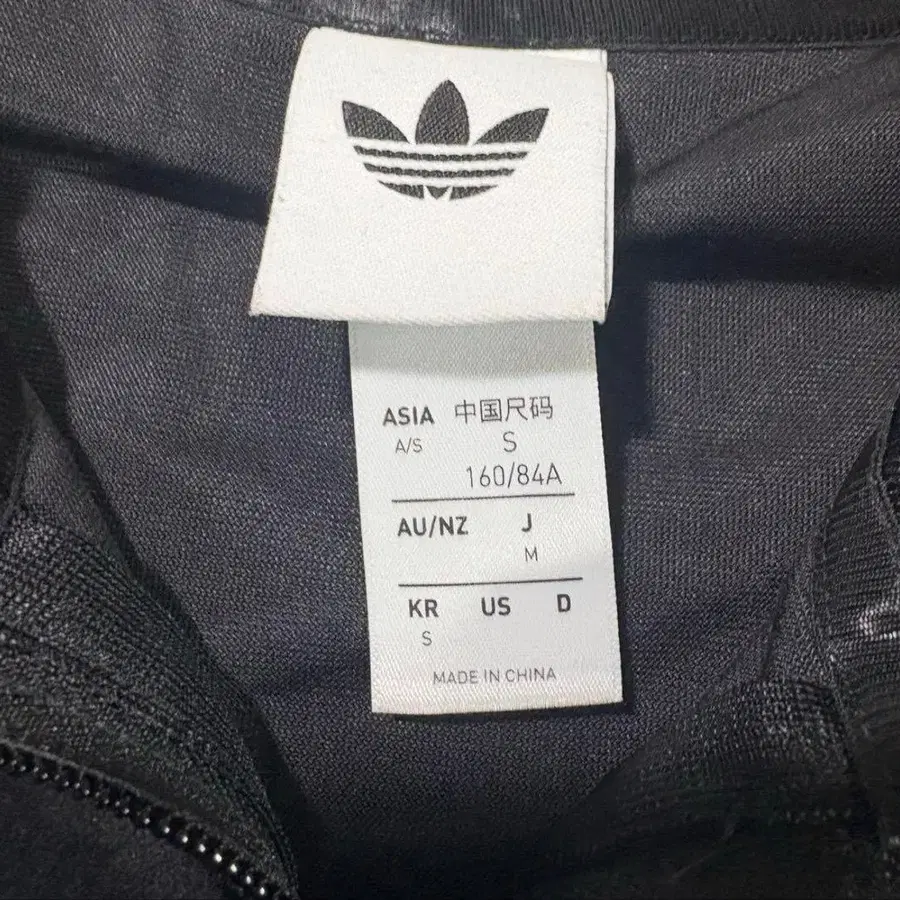 ASIA 中国尺码
A/S S
160/84A
AU/NZ J
M
KR US D
S
MADE IN CHINA